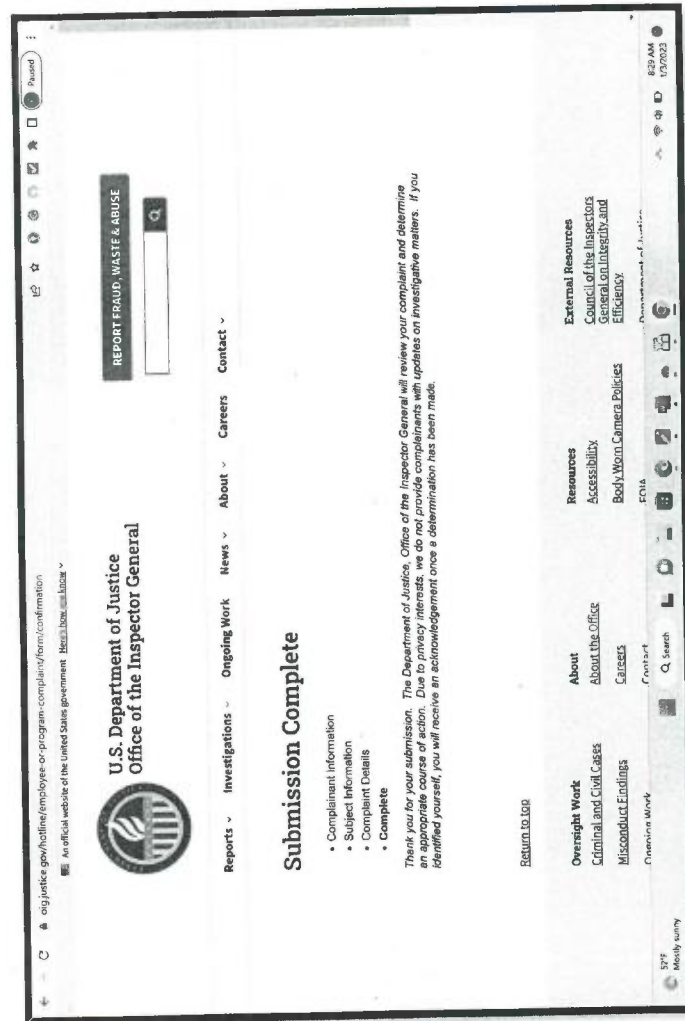 oig.justice.gov/hotline/employee-or-program-complaint/form/confirmation
Paused
An official website of the United States government Here's how you know
U.S. Department of Justice
Office of the Inspector General
REPORT FRAUD, WASTE & ABUSE
Reports Investigations Ongoing Work News About Careers Contact
Submission Complete
• Complainant Information
• Subject Information
• Complaint Details
• Complete
Thank you for your submission. The Department of Justice, Office of the Inspector General will review your complaint and determine
an appropriate course of action. Due to privacy interests, we do not provide complainants with updates on investigative matters. If you
identified yourself, you will receive an acknowledgement once a determination has been made.
Return to top
Oversight Work
Criminal and Civil Cases
Misconduct Findings
Ongoing Work
About
About the Office
Careers
Contact
Resources
Accessibility
Body Worn Camera Policies
FOIA
External Resources
Council of the Inspectors
General on Integrity and
Efficiency
Department of Justice
52°F
Mostly sunny
Search
8:29 AM
1/3/2023